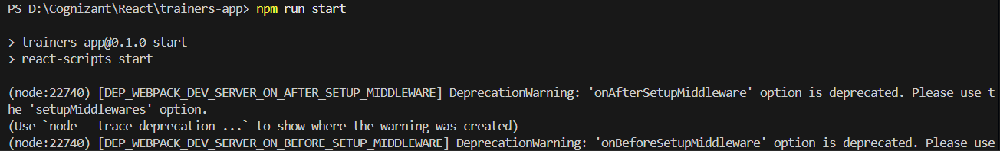 PS D:\Cognizant\React\trainers-app> npm run start
> trainers-app@0.1.0 start
> react-scripts start
(node:22740) [DEP_WEBPACK_DEV_SERVER_ON_AFTER_SETUP_MIDDLEWARE] DeprecationWarning: 'onAfterSetupMiddleware' option is deprecated. Please use t
he 'setupMiddlewares' option.
(Use `node --trace-deprecation ...` to show where the warning was created)
(node:22740) [DEP_WEBPACK_DEV_SERVER_ON_BEFORE_SETUP_MIDDLEWARE] DeprecationWarning: 'onBeforeSetupMiddleware' option is deprecated. Please use